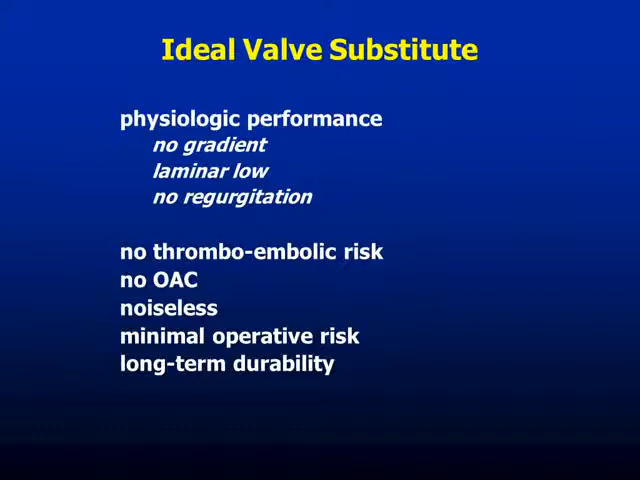 Ideal Valve Substitute
physiologic performance
no gradient
laminar low
no regurgitation
no thrombo-embolic risk
no OAC
noiseless
minimal operative risk
long-term durability